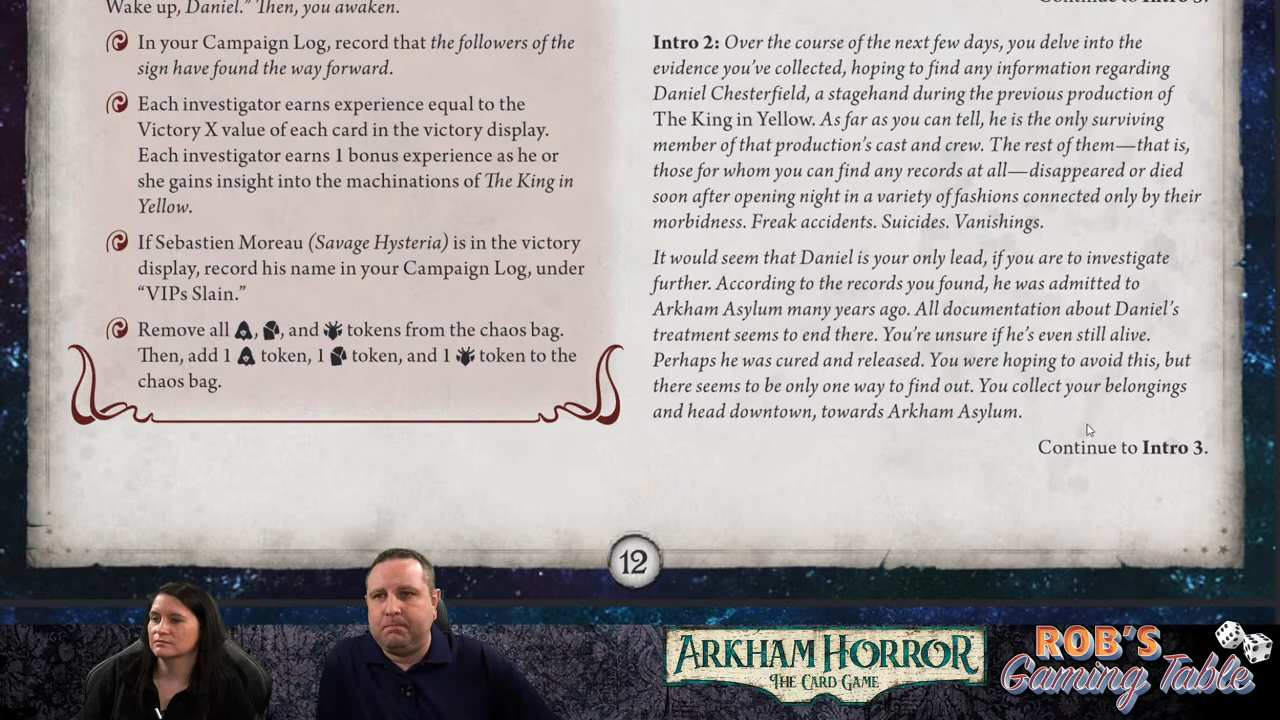 Wake up, Daniel." Then, you awaken.
In your Campaign Log, record that the followers of the
sign have found the way forward.
Each investigator earns experience equal to the
Victory X value of each card in the victory display.
Each investigator earns 1 bonus experience as he or
she gains insight into the machinations of The King in
Yellow.
If Sebastien Moreau (Savage Hysteria) is in the victory
display, record his name in your Campaign Log, under
“VIPs Slain.”
Remove all , , and tokens from the chaos bag.
Then, add 1 token, 1 token, and 1 token to the
chaos bag.
Continue to Intro 3.
Intro 2: Over the course of the next few days, you delve into the
evidence you’ve collected, hoping to find any information regarding
Daniel Chesterfield, a stagehand during the previous production of
The King in Yellow. As far as you can tell, he is the only surviving
member of that production’s cast and crew. The rest of them—that is,
those for whom you can find any records at all—disappeared or died
soon after opening night in a variety of fashions connected only by their
morbidness. Freak accidents. Suicides. Vanishings.
It would seem that Daniel is your only lead, if you are to investigate
further. According to the records you found, he was admitted to
Arkham Asylum many years ago. All documentation about Daniel’s
treatment seems to end there. You’re unsure if he’s even still alive.
Perhaps he was cured and released. You were hoping to avoid this, but
there seems to be only one way to find out. You collect your belongings
and head downtown, towards Arkham Asylum.
Continue to Intro 3.
12
ARKHAM HORROR
THE CARD GAME
ROB'S
Gaming Table